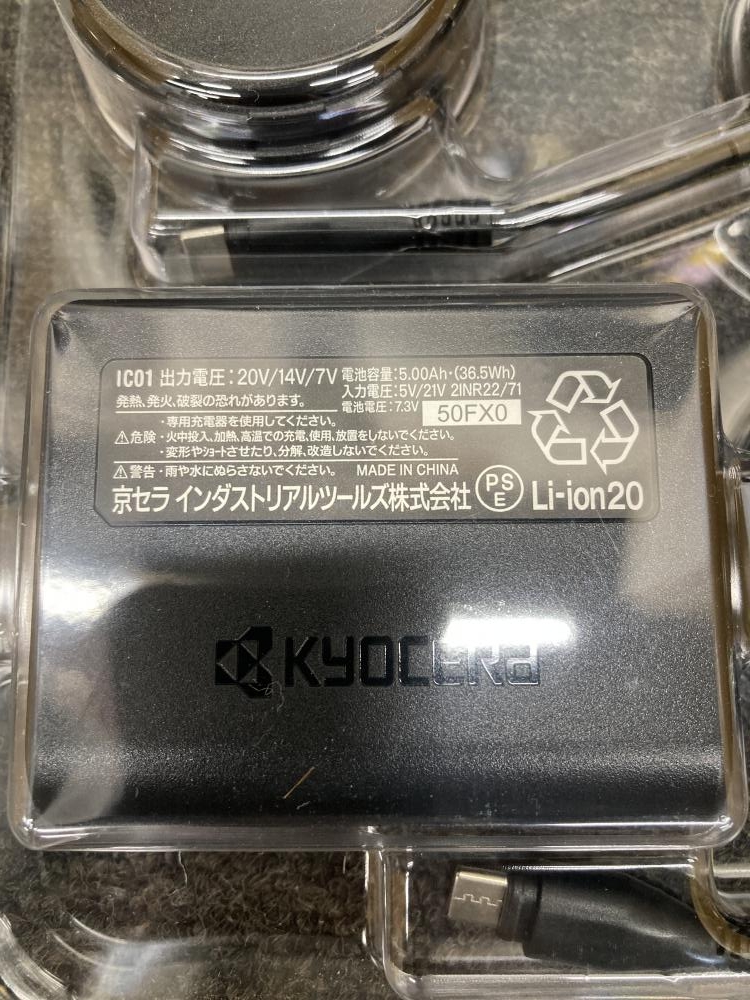 IC01 出力電圧：20V/14V/7V 電池容量：5.00Ah・(36.5Wh)
発熱、発火、破裂の恐れがあります。 入力電圧：5V/21V 2INR22/71
電池電圧：7.3V 50FX0
・専用充電器を使用してください。
⚠危険・火中投入、加熱、高温での充電、使用、放置をしないでください。
・変形やショートさせたり、分解、改造しないでください。
⚠警告・雨や水にぬらさないでください。 MADE IN CHINA
京セラ インダストリアルツールズ株式会社 PSE Li-ion20
KYOCERA